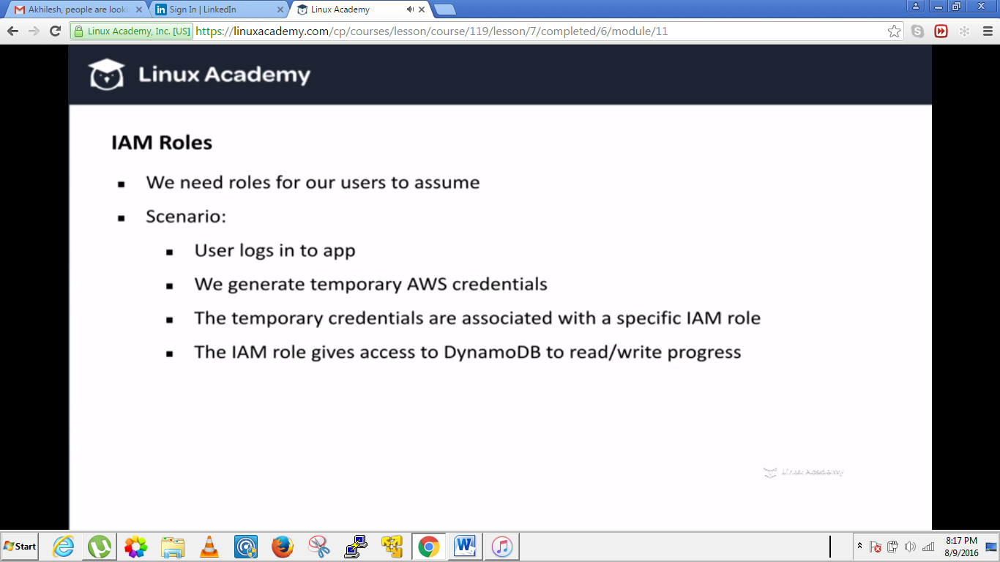 Akhilesh, people are looki
Sign In | LinkedIn
Linux Academy
Linux Academy, Inc. [US]
https://linuxacademy.com/cp/courses/lesson/course/119/lesson/7/completed/6/module/11
Linux Academy
IAM Roles
We need roles for our users to assume
Scenario:
User logs in to app
We generate temporary AWS credentials
The temporary credentials are associated with a specific IAM role
The IAM role gives access to DynamoDB to read/write progress
Linux Academy
Start
8:17 PM
8/9/2016